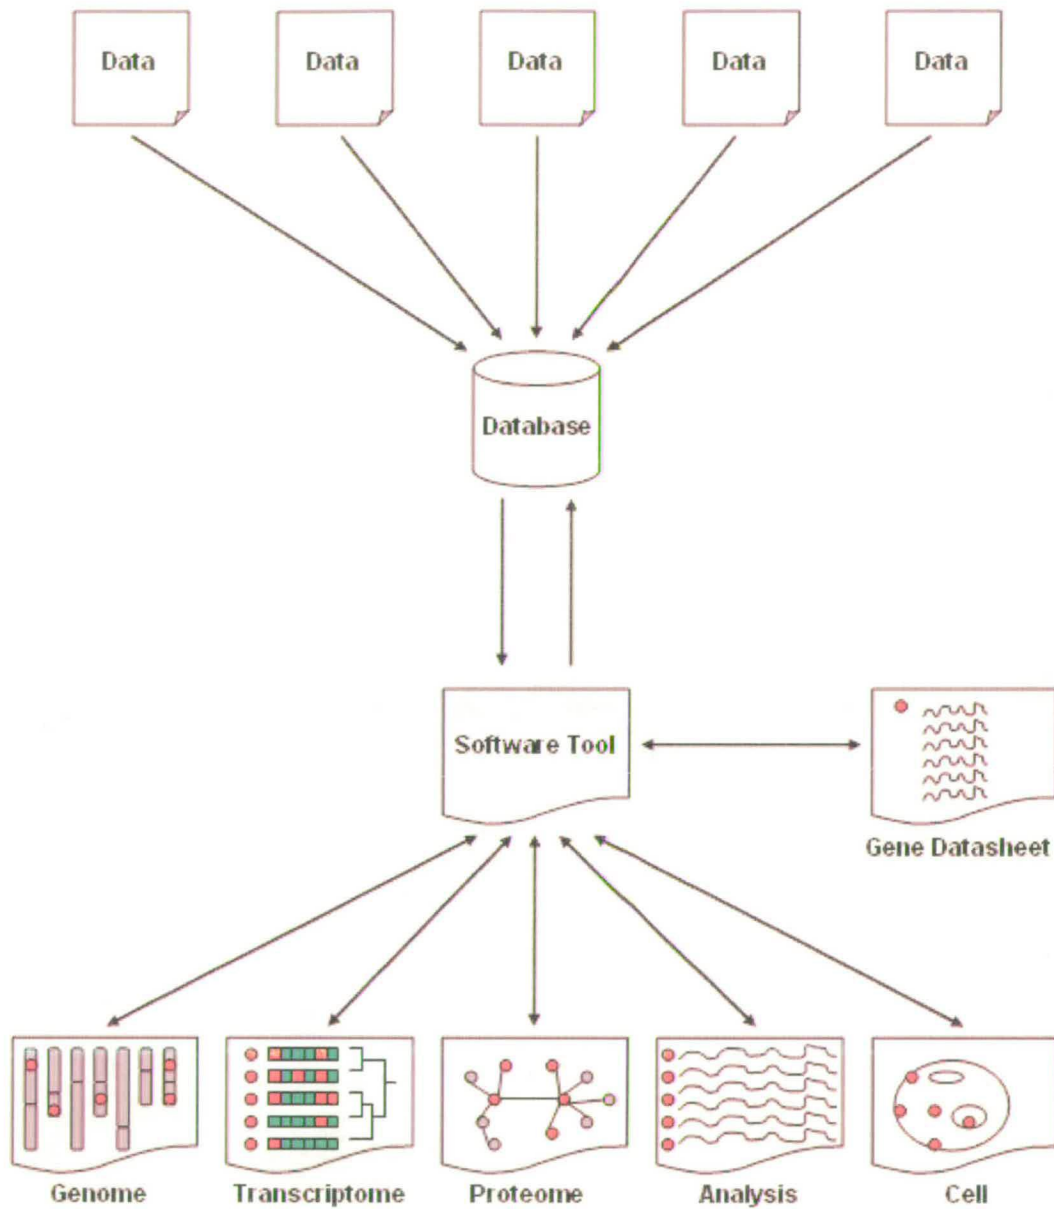 Data
Data
Data
Data
Data
Database
Software Tool
Gene Datasheet
Genome
Transcriptome
Proteome
Analysis
Cell